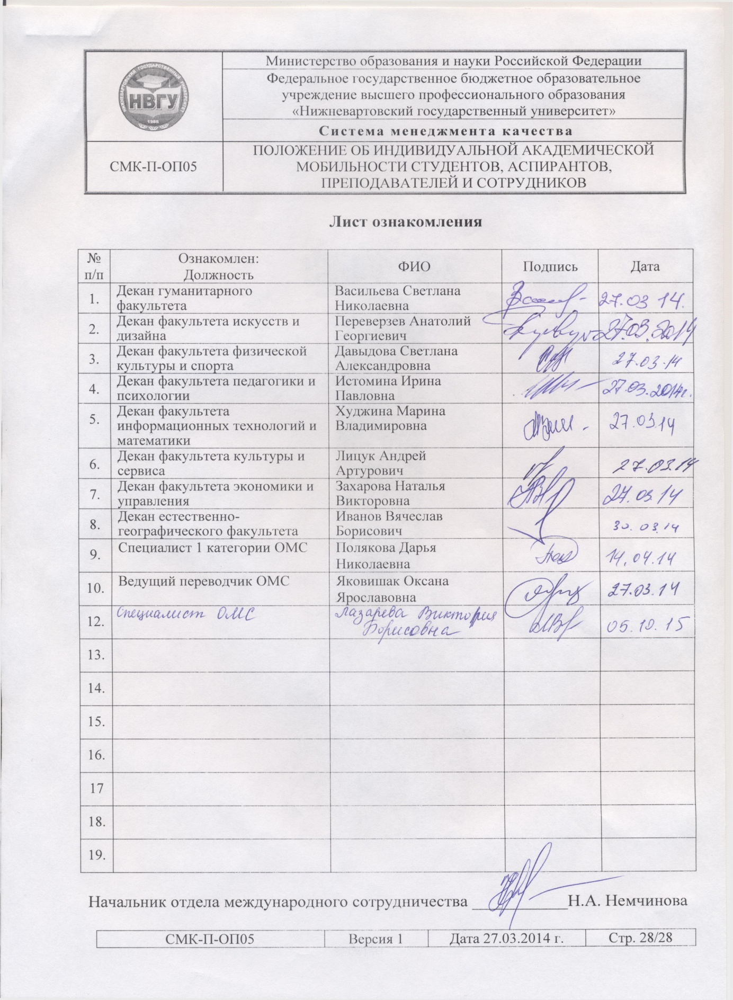 НИЖНЕВАРТОВСКИЙ ГОСУДАРСТВЕННЫЙ УНИВЕРСИТЕТ
НВГУ
1988
Министерство образования и науки Российской Федерации
Федеральное государственное бюджетное образовательное
учреждение высшего профессионального образования
«Нижневартовский государственный университет»
Система менеджмента качества
СМК-П-ОП05
ПОЛОЖЕНИЕ ОБ ИНДИВИДУАЛЬНОЙ АКАДЕМИЧЕСКОЙ
МОБИЛЬНОСТИ СТУДЕНТОВ, АСПИРАНТОВ,
ПРЕПОДАВАТЕЛЕЙ И СОТРУДНИКОВ
Лист ознакомления
№ п/п Ознакомлен: Должность ФИО Подпись Дата
1. Декан гуманитарного Васильева Светлана 27.03 14.
факультета Николаевна
2. Декан факультета искусств и Переверзев Анатолий 27.03.2014
дизайна Георгиевич
3. Декан факультета физической Давыдова Светлана 27.03.14
культуры и спорта Александровна
4. Декан факультета педагогики и Истомина Ирина 27.03.2014г.
психологии Павловна
5. Декан факультета Худжина Марина 27.03.14
информационных технологий и Владимировна
математики
6. Декан факультета культуры и Лицук Андрей 27.03.14
сервиса Артурович
7. Декан факультета экономики и Захарова Наталья 27.03.14
управления Викторовна
8. Декан естественно- Иванов Вячеслав 30.03.14
географического факультета Борисович
9. Специалист 1 категории ОМС Полякова Дарья 14.04.14
Николаевна
10. Ведущий переводчик ОМС Яковишак Оксана 27.03.14
Ярославовна
12. Специалист ОМС Лазарева Виктория 05.10.15
Борисовна
13.
14.
15.
16.
17
18.
19.
Начальник отдела международного сотрудничества ____________Н.А. Немчинова
СМК-П-ОП05 Версия 1 Дата 27.03.2014 г. Стр. 28/28